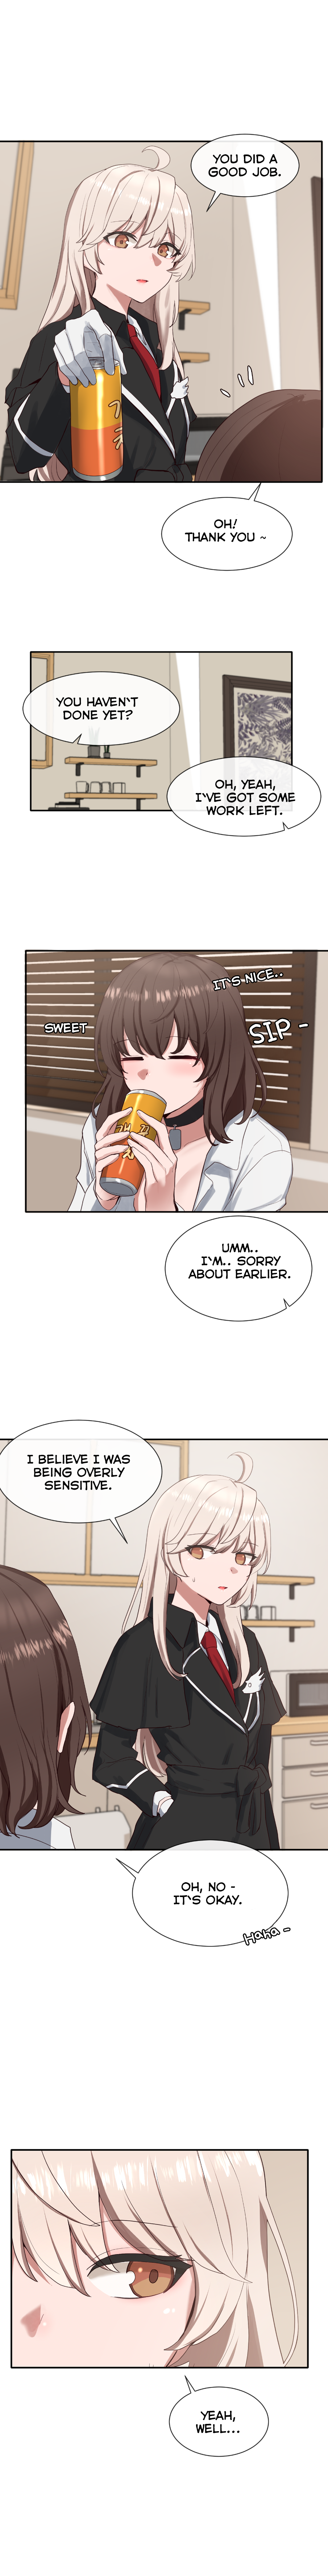 YOU DID A
GOOD JOB.
OH!
THANK YOU ~
YOU HAVEN'T
DONE YET?
OH, YEAH,
I'VE GOT SOME
WORK LEFT.
IT'S NICE..
SWEET
SIP -
UMM..
I'M.. SORRY
ABOUT EARLIER.
I BELIEVE I WAS
BEING OVERLY
SENSITIVE.
OH, NO -
IT'S OKAY.
Haha -
YEAH,
WELL...